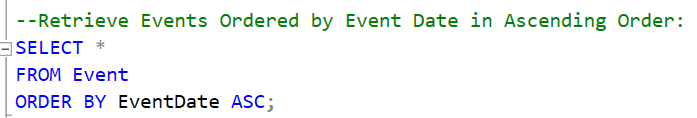 --Retrieve Events Ordered by Event Date in Ascending Order:
SELECT *
FROM Event
ORDER BY EventDate ASC;